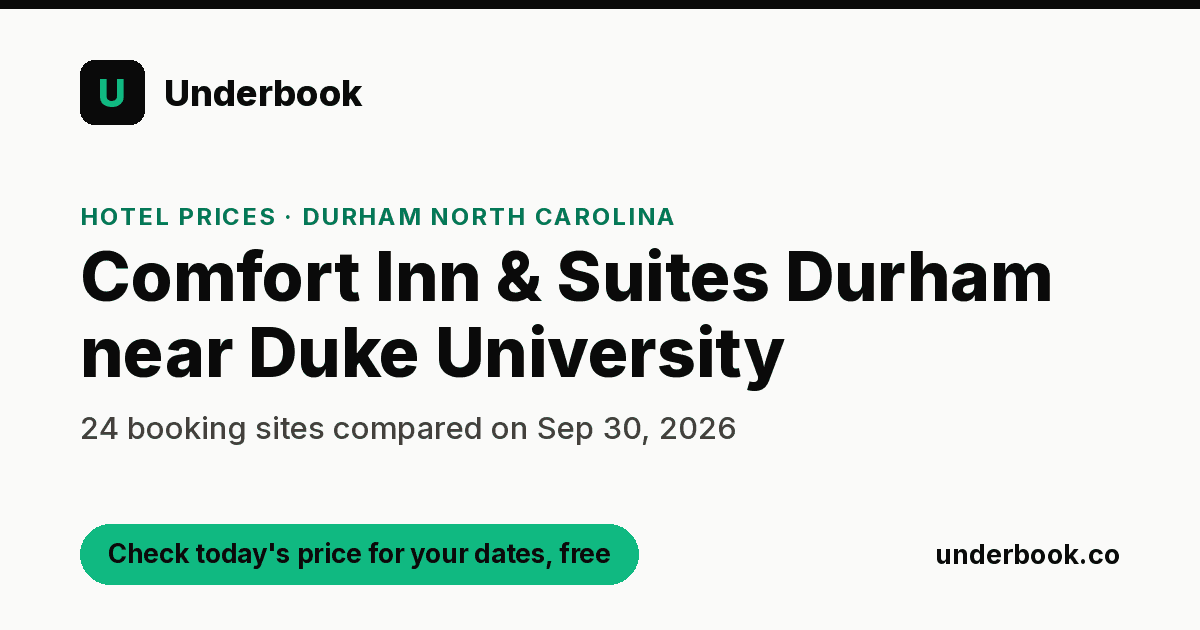 U
Underbook
HOTEL PRICES · DURHAM NORTH CAROLINA
Comfort Inn & Suites Durham
near Duke University
24 booking sites compared on Sep 30, 2026
Check today's price for your dates, free
underbook.co